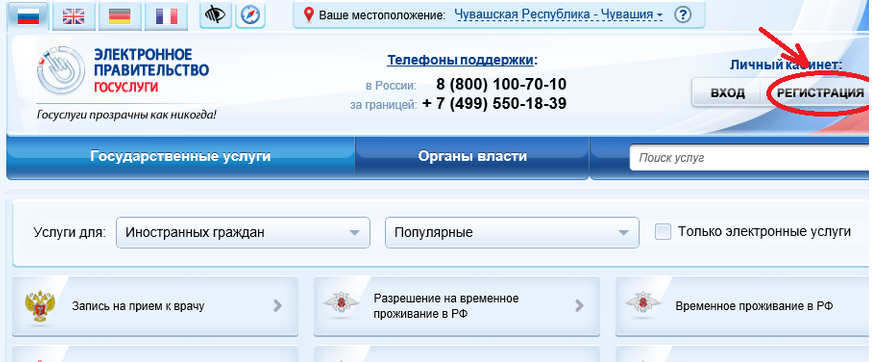 Ваше местоположение: Чувашская Республика - Чувашия ?
ЭЛЕКТРОННОЕ
ПРАВИТЕЛЬСТВО
ГОСУСЛУГИ
Госуслуги прозрачны как никогда!
Телефоны поддержки:
в России: 8 (800) 100-70-10
за границей: + 7 (499) 550-18-39
Личный кабинет:
ВХОД РЕГИСТРАЦИЯ
Государственные услуги Органы власти Поиск услуг
Услуги для: Иностранных граждан Популярные Только электронные услуги
Запись на прием к врачу
Разрешение на временное
проживание в РФ
Временное проживание в РФ